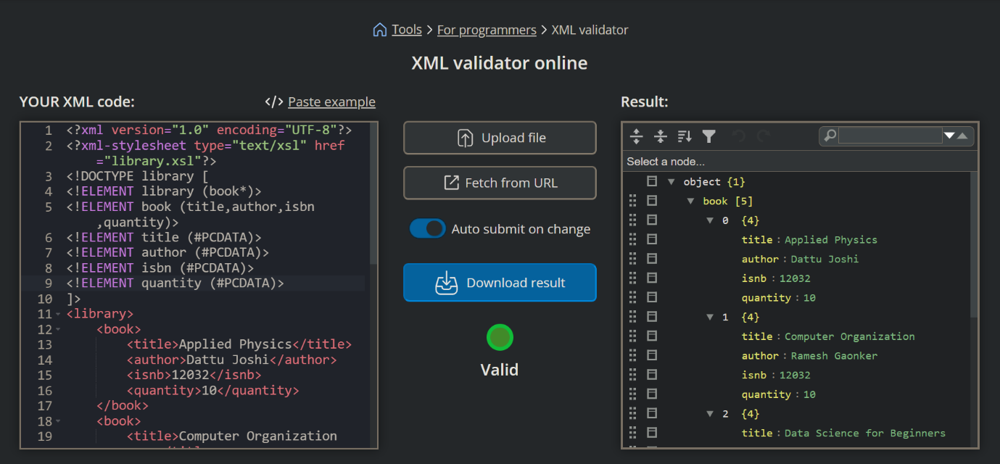 Tools > For programmers > XML validator
XML validator online
YOUR XML code:
</> Paste example
1 <?xml version="1.0" encoding="UTF-8"?>
2 <?xml-stylesheet type="text/xsl" href
="library.xsl"?>
3 <!DOCTYPE library [
4 <!ELEMENT library (book*)>
5 <!ELEMENT book (title,author,isbn
,quantity)>
6 <!ELEMENT title (#PCDATA)>
7 <!ELEMENT author (#PCDATA)>
8 <!ELEMENT isbn (#PCDATA)>
9 <!ELEMENT quantity (#PCDATA)>
10 ]>
11 <library>
12 <book>
13 <title>Applied Physics</title>
14 <author>Dattu Joshi</author>
15 <isnb>12032</isnb>
16 <quantity>10</quantity>
17 </book>
18 <book>
19 <title>Computer Organization
Upload file
Fetch from URL
Auto submit on change
Download result
Valid
Result:
Select a node...
object {1}
book [5]
0 {4}
title : Applied Physics
author : Dattu Joshi
isnb : 12032
quantity : 10
1 {4}
title : Computer Organization
author : Ramesh Gaonker
isnb : 12032
quantity : 10
2 {4}
title : Data Science for Beginners